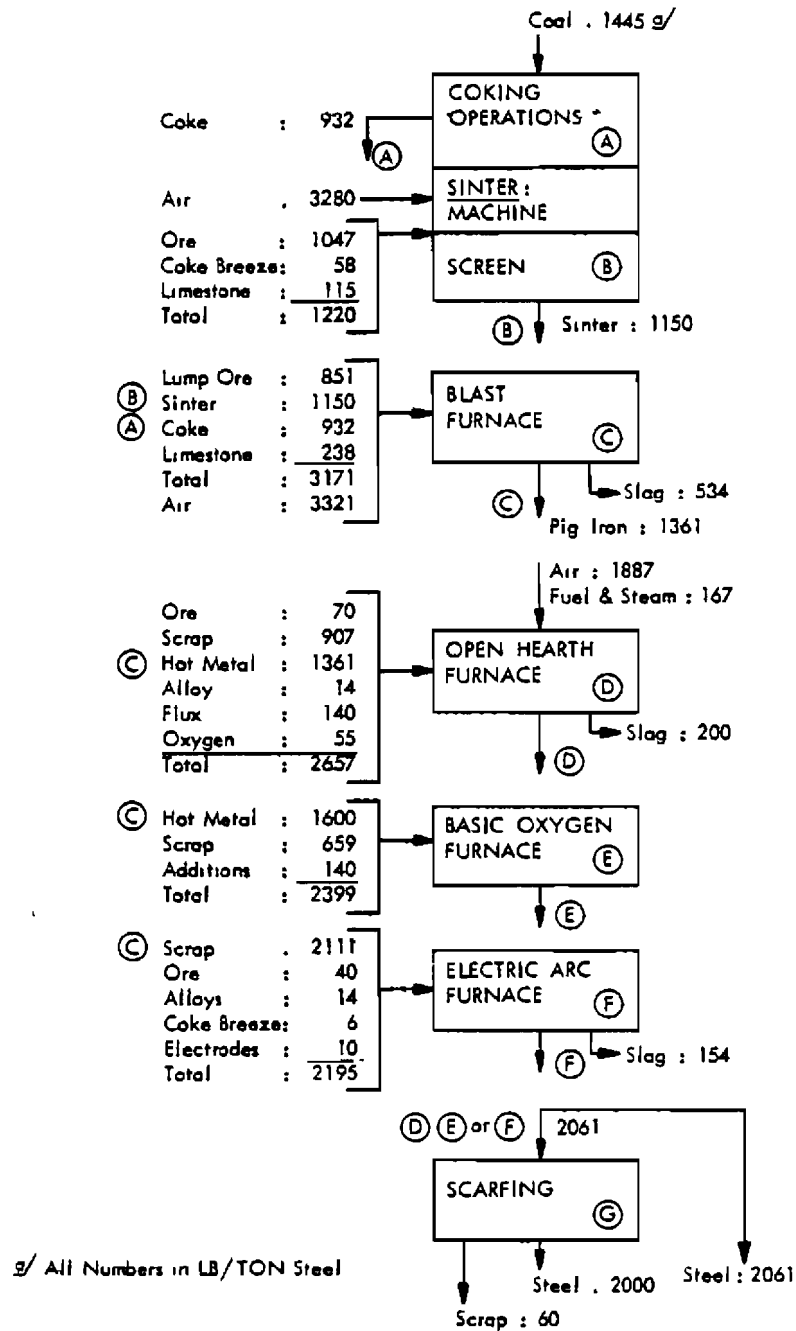 Coal . 1445 a/
COKING
OPERATIONS
Coke : 932
A
A
Air . 3280
SINTER :
MACHINE
Ore : 1047
Coke Breeze: 58
SCREEN
B
Limestone : 115
Total : 1220
B Sinter : 1150
Lump Ore : 851
B Sinter : 1150
A Coke : 932
Limestone : 238
Total : 3171
Air : 3321
BLAST
FURNACE
C
Slag : 534
C
Pig Iron : 1361
Air : 1887
Fuel & Steam : 167
Ore : 70
Scrap : 907
C Hot Metal : 1361
Alloy : 14
Flux : 140
Oxygen : 55
Total : 2657
OPEN HEARTH
FURNACE
D
Slag : 200
D
C Hot Metal : 1600
Scrap : 659
Additions : 140
Total : 2399
BASIC OXYGEN
FURNACE
E
E
C Scrap . 2111
Ore : 40
Alloys : 14
Coke Breeze: 6
Electrodes : 10
Total : 2195
ELECTRIC ARC
FURNACE
F
Slag : 154
F
D E or F 2061
SCARFING
G
a/ All Numbers in LB/TON Steel
Steel . 2000
Steel : 2061
Scrap : 60